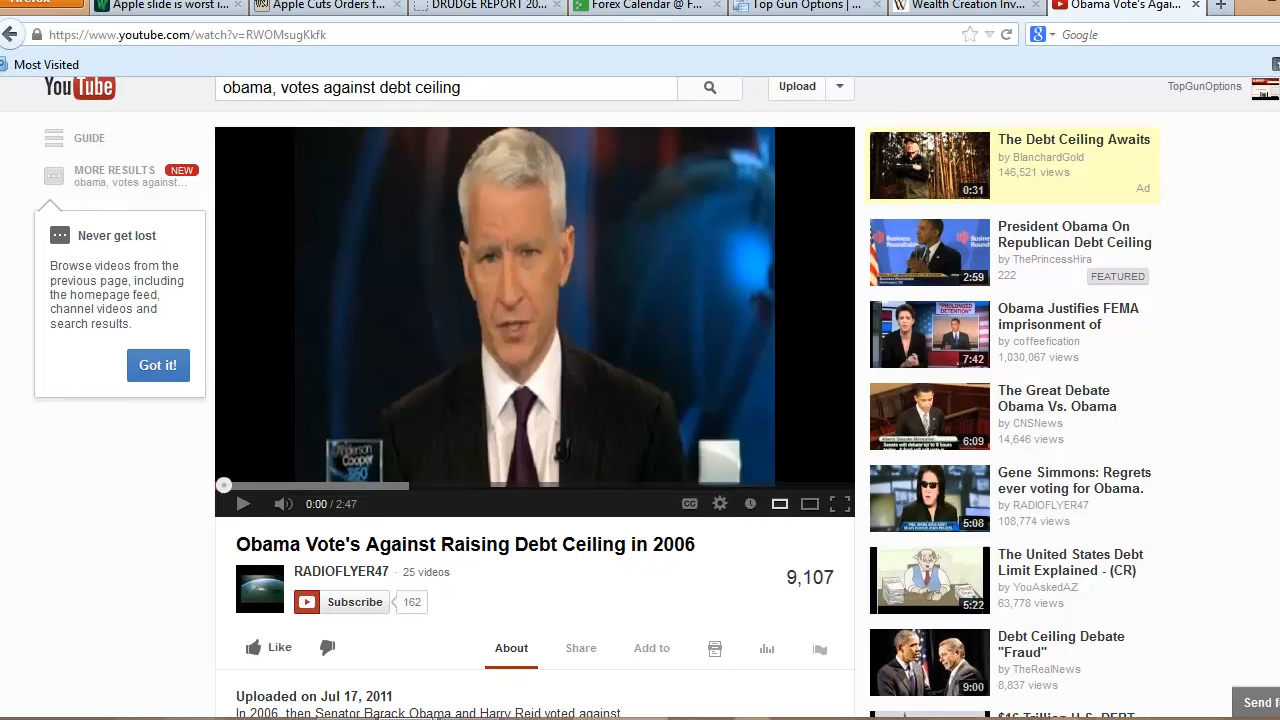 Firefox
Apple slide is worst i...
Apple Cuts Orders f...
DRUDGE REPORT 20...
Forex Calendar @ F...
Top Gun Options | ...
Wealth Creation Inv...
Obama Vote's Agai...
https://www.youtube.com/watch?v=RWOMsugKkfk
Google
Most Visited
YouTube
obama, votes against debt ceiling
Upload
TopGunOptions
GUIDE
MORE RESULTS NEW
obama, votes against...
Never get lost
Browse videos from the
previous page, including
the homepage feed,
channel videos and
search results.
Got it!
Anderson
Cooper
360°
0:00 / 2:47
CC
Obama Vote's Against Raising Debt Ceiling in 2006
RADIOFLYER47 · 25 videos
Subscribe 162
9,107
Like
About
Share
Add to
Uploaded on Jul 17, 2011
In 2006, then Senator Barack Obama and Harry Reid voted against
The Debt Ceiling Awaits
by BlanchardGold
146,521 views
Ad
0:31
President Obama On
Republican Debt Ceiling
by ThePrincessHira
222 FEATURED
2:59
Obama Justifies FEMA
imprisonment of
by coffeefication
1,030,067 views
"PROLONGED
DETENTION"
7:42
The Great Debate
Obama Vs. Obama
by CNSNews
14,646 views
6:09
Gene Simmons: Regrets
ever voting for Obama.
by RADIOFLYER47
108,774 views
5:08
The United States Debt
Limit Explained - (CR)
by YouAskedAZ
63,778 views
5:22
Debt Ceiling Debate
"Fraud"
by TheRealNews
8,837 views
9:00
$16 Trillion U.S. DEBT
Send f